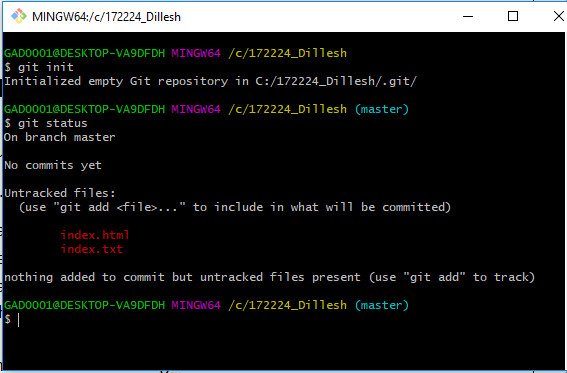 MINGW64:/c/172224_Dillesh
GAD0001@DESKTOP-VA9DFDH MINGW64 /c/172224_Dillesh
$ git init
Initialized empty Git repository in C:/172224_Dillesh/.git/
GAD0001@DESKTOP-VA9DFDH MINGW64 /c/172224_Dillesh (master)
$ git status
On branch master
No commits yet
Untracked files:
(use "git add <file>..." to include in what will be committed)
index.html
index.txt
nothing added to commit but untracked files present (use "git add" to track)
GAD0001@DESKTOP-VA9DFDH MINGW64 /c/172224_Dillesh (master)
$